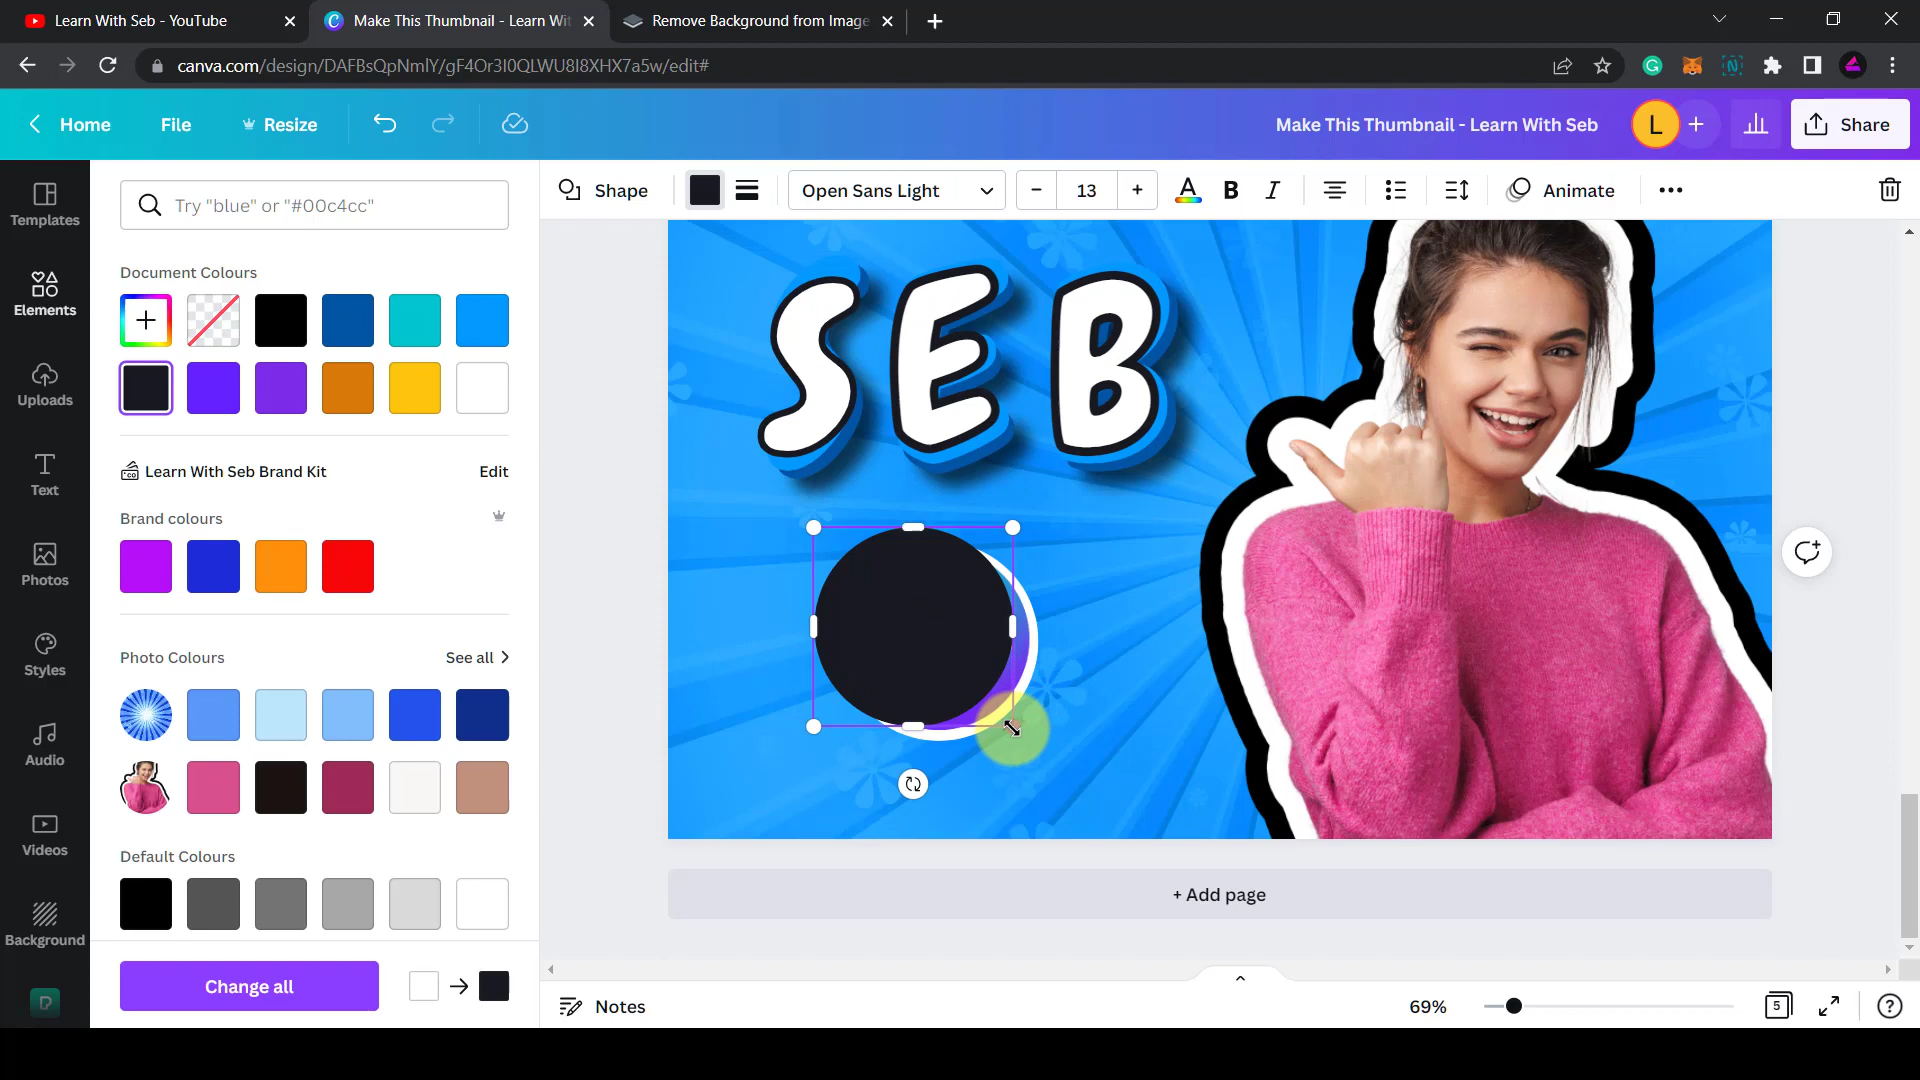 Learn With Seb - YouTube
Make This Thumbnail - Learn Wit
Remove Background from Image
canva.com/design/DAFBsQpNmIY/gF4Or3I0QLWU8I8XHX7a5w/edit#
Home
File
Resize
Make This Thumbnail - Learn With Seb
L
Share
Templates
Elements
Uploads
Text
Photos
Styles
Audio
Videos
Background
Try "blue" or "#00c4cc"
Document Colours
Learn With Seb Brand Kit
Edit
Brand colours
Photo Colours
See all
Default Colours
Change all
Shape
Open Sans Light
13
A
B
I
Animate
SEB
+ Add page
Notes
69%
5